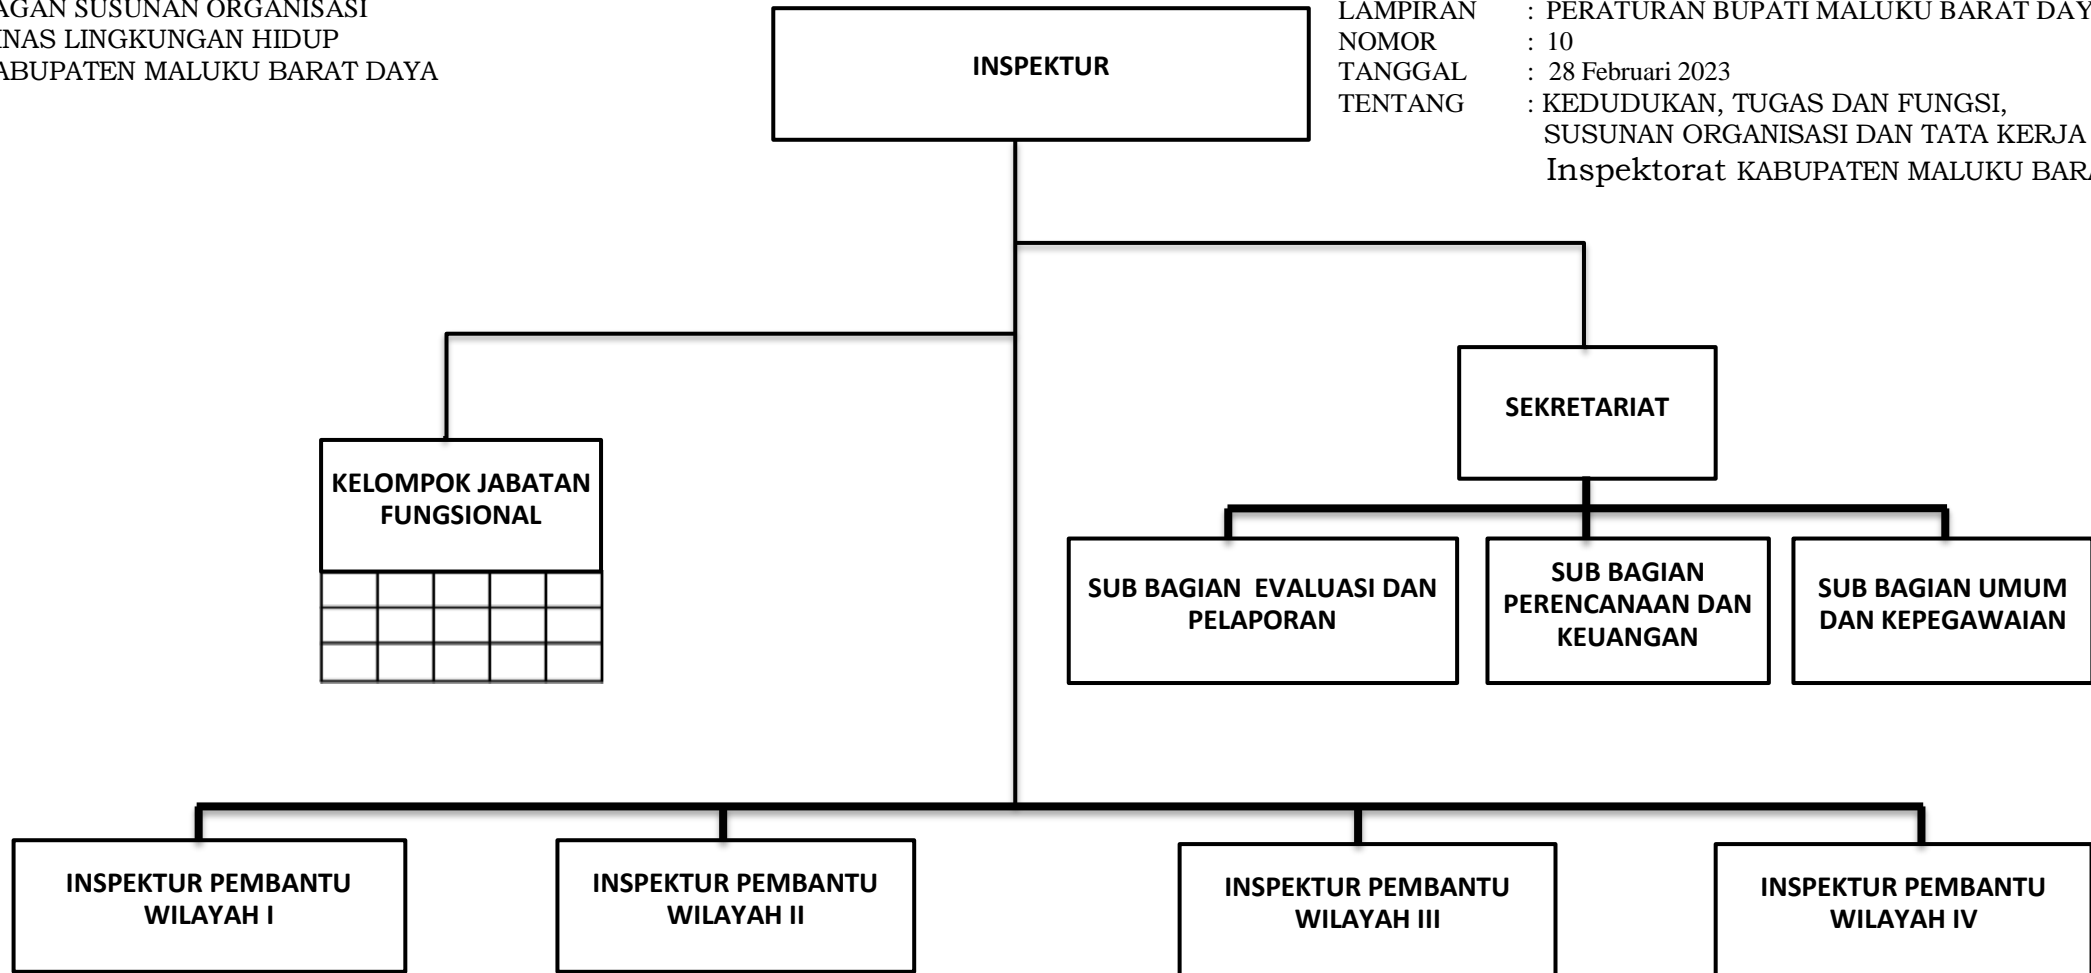 AGAN SUSUNAN ORGANISASI
INAS LINGKUNGAN HIDUP
ABUPATEN MALUKU BARAT DAYA
LAMPIRAN : PERATURAN BUPATI MALUKU BARAT DAY
NOMOR : 10
TANGGAL : 28 Februari 2023
TENTANG : KEDUDUKAN, TUGAS DAN FUNGSI,
SUSUNAN ORGANISASI DAN TATA KERJA
Inspektorat KABUPATEN MALUKU BARA
INSPEKTUR
SEKRETARIAT
KELOMPOK JABATAN
FUNGSIONAL
SUB BAGIAN EVALUASI DAN
PELAPORAN
SUB BAGIAN
PERENCANAAN DAN
KEUANGAN
SUB BAGIAN UMUM
DAN KEPEGAWAIAN
INSPEKTUR PEMBANTU
WILAYAH I
INSPEKTUR PEMBANTU
WILAYAH II
INSPEKTUR PEMBANTU
WILAYAH III
INSPEKTUR PEMBANTU
WILAYAH IV